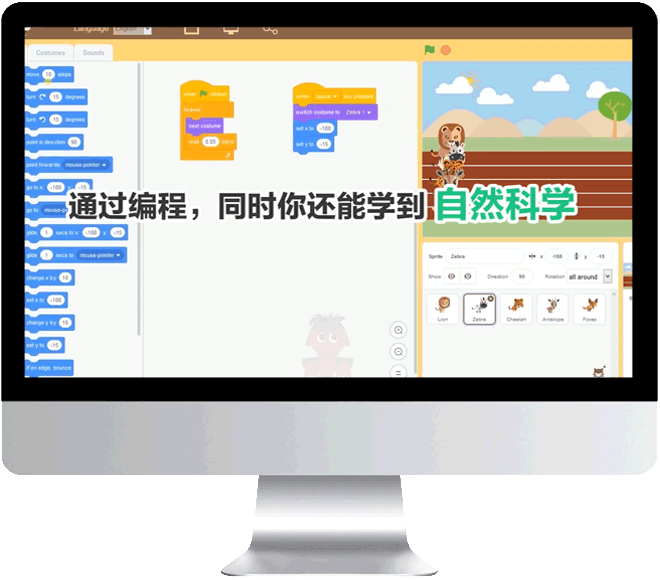 Language English
Costumes Sounds
move 10 steps
turn 15 degrees
turn 15 degrees
point in direction 90
point towards mouse-pointer
go to x: -168 y: -15
go to
glide 1 secs to x: -168 y: -15
glide 1 secs to mouse-pointer
change x by 10
set x to -168
change y by 10
set y to -15
if on edge, bounce
when clicked
forever
next costume
wait 0.05 secs
when space key pressed
switch costume to Zebra 1
set x to -168
set y to -15
通过编程，同时你还能学到 自然科学
Sprite Zebra x -168 y -15
Show Direction 90 Rotation all around
Lion Zebra Cheetah Antelope Foxes